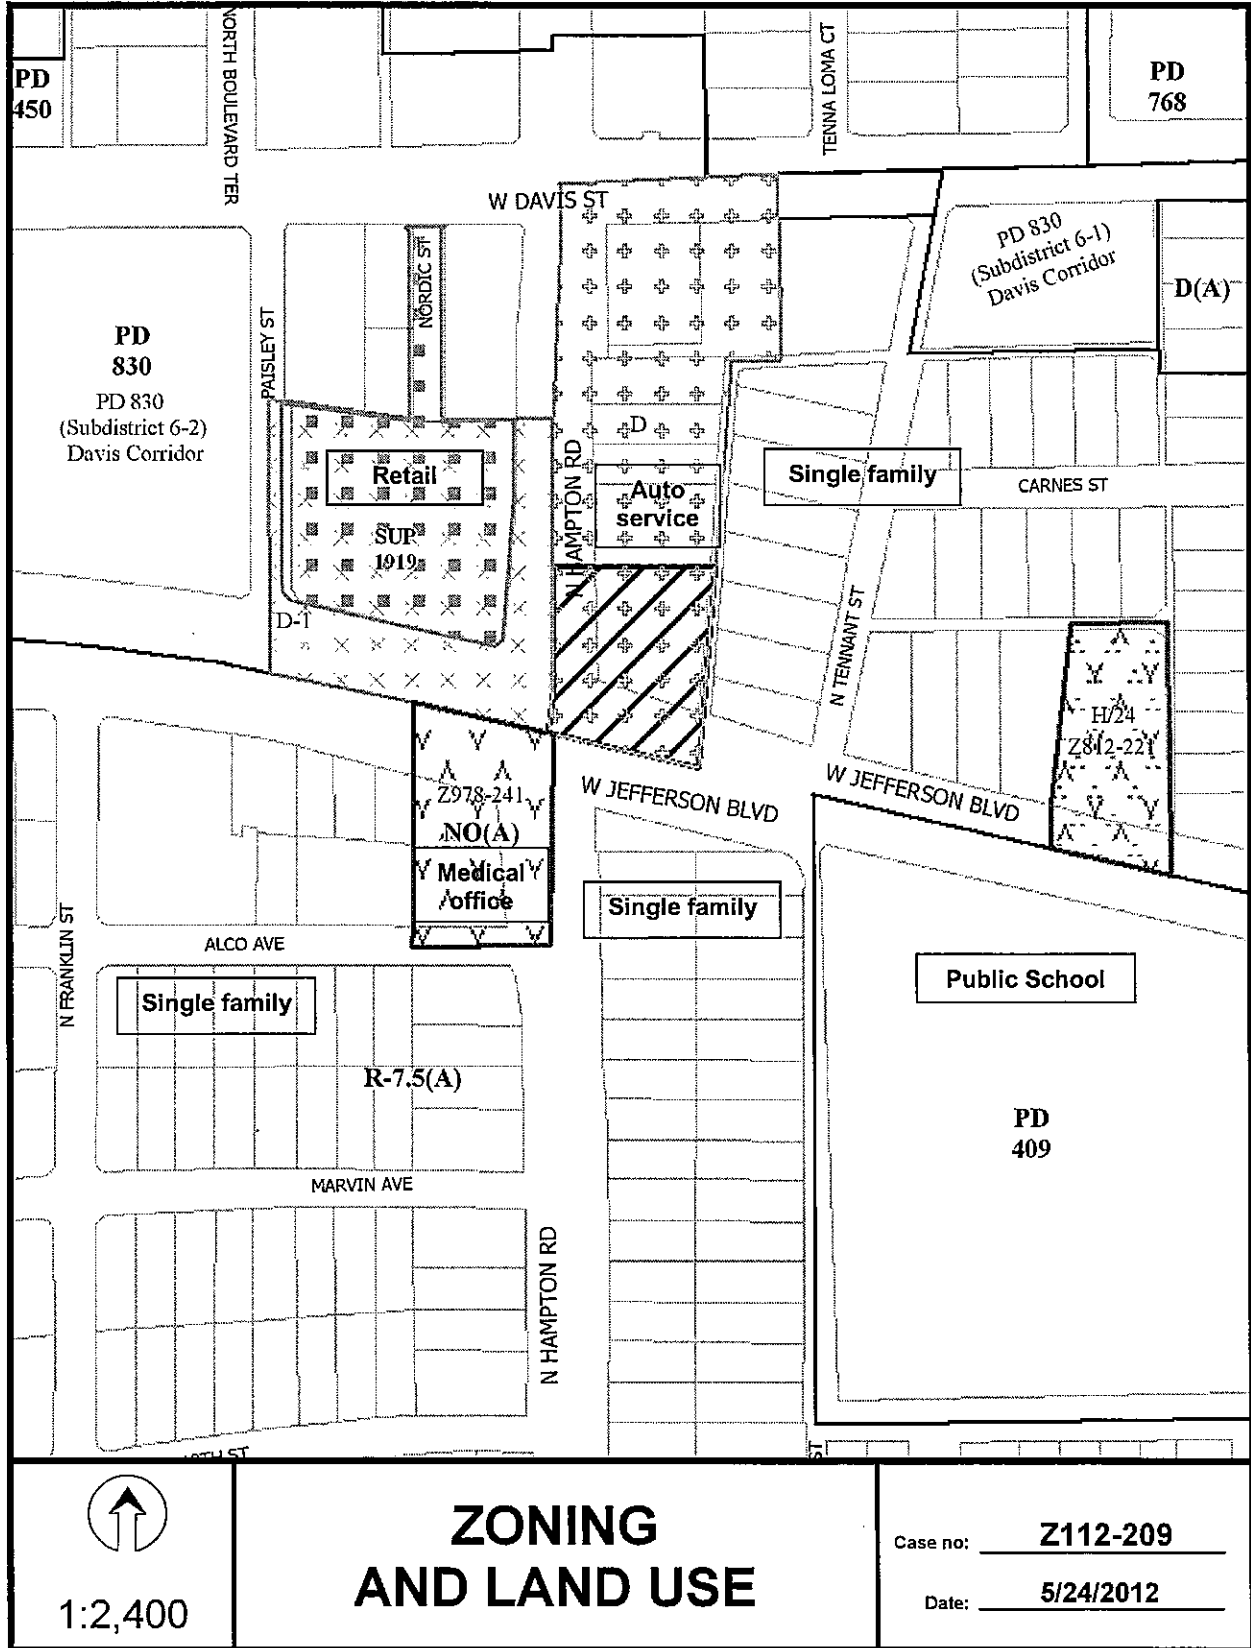 NORTH BOULEVARD TER
TENNA LOMA CT
PD
450
PD
768
W DAVIS ST
NORDIC ST
PAISLEY ST
PD 830
(Subdistrict 6-1)
Davis Corridor
D(A)
PD
830
PD 830
(Subdistrict 6-2)
Davis Corridor
D
N HAMPTON RD
Retail
Auto
service
Single family
CARNES ST
SUP
1919
D-1
N TENNANT ST
H/24
Z812-221
W JEFFERSON BLVD
W JEFFERSON BLVD
Z978-241
NO(A)
Medical
office
Single family
N FRANKLIN ST
ALCO AVE
Single family
Public School
R-7.5(A)
PD
409
MARVIN AVE
N HAMPTON RD
ST
1:2,400
ZONING
AND LAND USE
Case no: Z112-209
Date: 5/24/2012